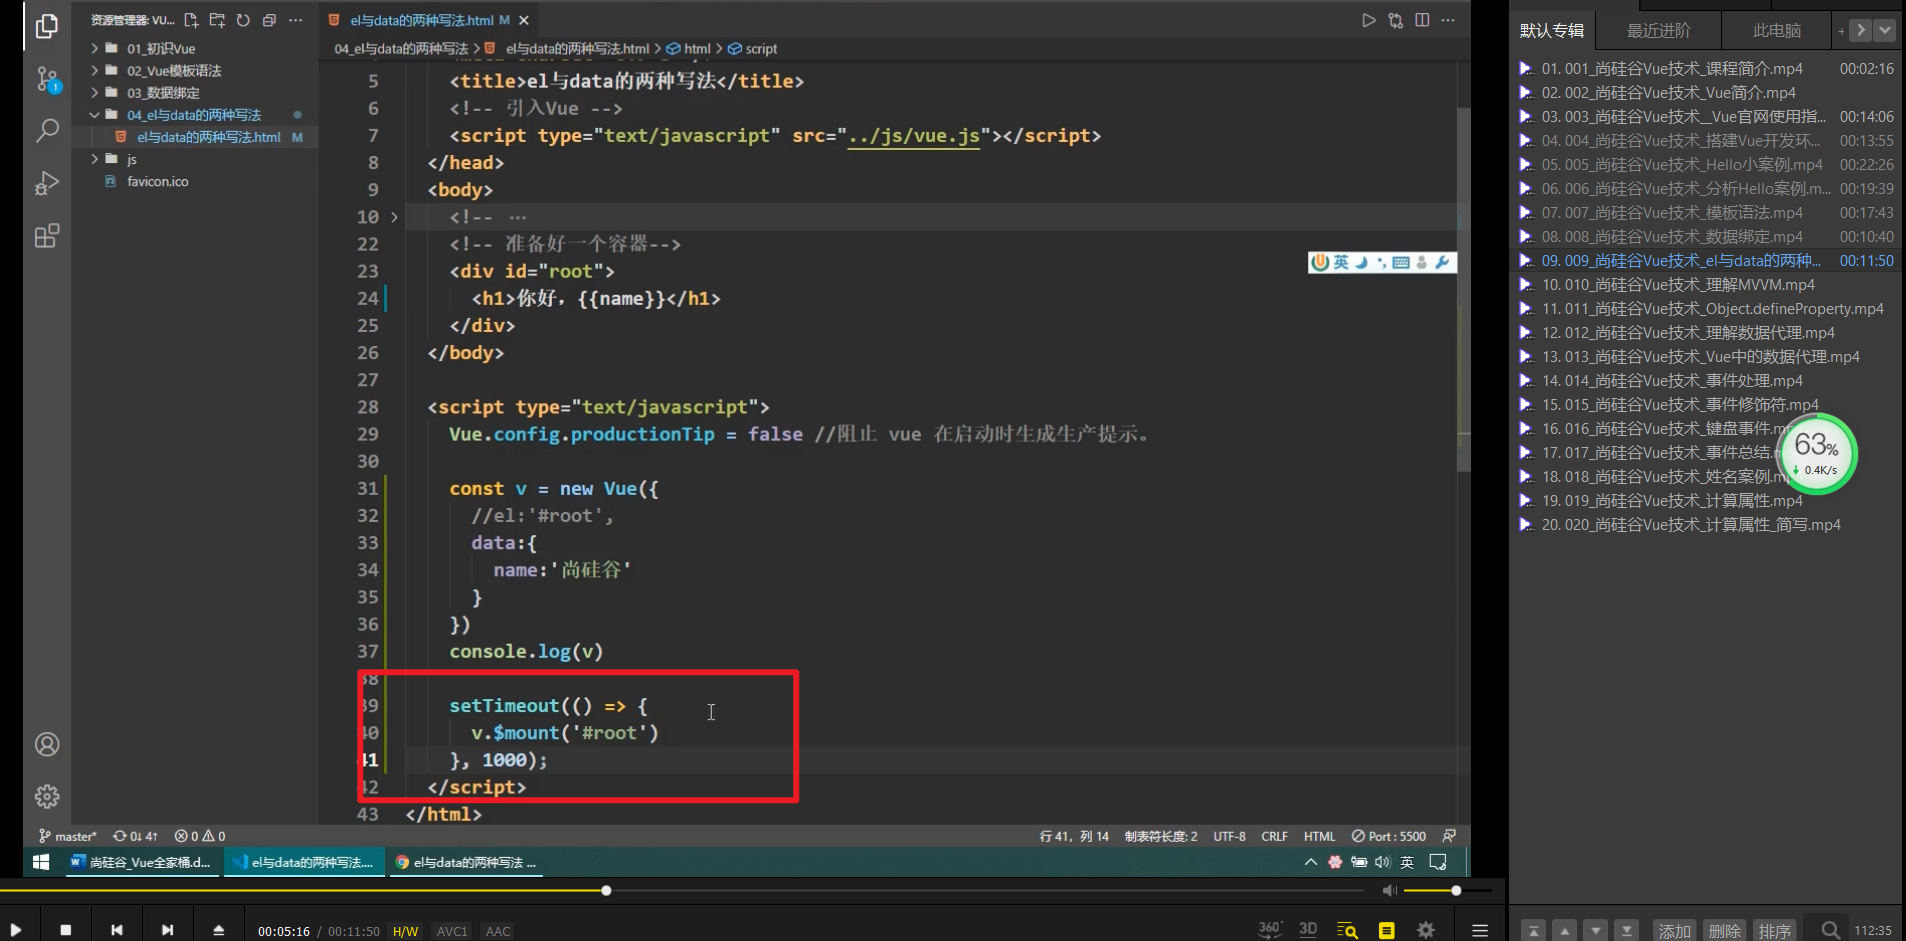 资源管理器: VU...
01_初识Vue
02_Vue模板语法
03_数据绑定
04_el与data的两种写法
el与data的两种写法.html M
js
favicon.ico
1
el与data的两种写法.html M
04_el与data的两种写法 > el与data的两种写法.html > html > script
5 <title>el与data的两种写法</title>
6 <!-- 引入Vue -->
7 <script type="text/javascript" src="../js/vue.js"></script>
8 </head>
9 <body>
10 <!-- ...
22 <!-- 准备好一个容器-->
23 <div id="root">
24 <h1>你好，{{name}}</h1>
25 </div>
26 </body>
27
28 <script type="text/javascript">
29 Vue.config.productionTip = false //阻止 vue 在启动时生成生产提示。
30
31 const v = new Vue({
32 //el:'#root',
33 data:{
34 name:'尚硅谷'
35 }
36 })
37 console.log(v)
38
39 setTimeout(() => {
40 v.$mount('#root')
41 }, 1000);
42 </script>
43 </html>
英
master* 0↓ 4↑ 0 0
行 41，列 14 制表符长度: 2 UTF-8 CRLF HTML Port : 5500
尚硅谷_Vue全家桶.d...
el与data的两种写法....
el与data的两种写法 ...
英
00:05:16 / 00:11:50 H/W AVC1 AAC
360° 3D
默认专辑 最近进阶 此电脑 +
01. 001_尚硅谷Vue技术_课程简介.mp4 00:02:16
02. 002_尚硅谷Vue技术_Vue简介.mp4
03. 003_尚硅谷Vue技术__Vue官网使用指... 00:14:06
04. 004_尚硅谷Vue技术_搭建Vue开发环... 00:13:55
05. 005_尚硅谷Vue技术_Hello小案例.mp4 00:22:26
06. 006_尚硅谷Vue技术_分析Hello案例.m... 00:19:39
07. 007_尚硅谷Vue技术_模板语法.mp4 00:17:43
08. 008_尚硅谷Vue技术_数据绑定.mp4 00:10:40
09. 009_尚硅谷Vue技术_el与data的两种... 00:11:50
10. 010_尚硅谷Vue技术_理解MVVM.mp4
11. 011_尚硅谷Vue技术_Object.defineProperty.mp4
12. 012_尚硅谷Vue技术_理解数据代理.mp4
13. 013_尚硅谷Vue技术_Vue中的数据代理.mp4
14. 014_尚硅谷Vue技术_事件处理.mp4
15. 015_尚硅谷Vue技术_事件修饰符.mp4
16. 016_尚硅谷Vue技术_键盘事件.mp
17. 017_尚硅谷Vue技术_事件总结.m
18. 018_尚硅谷Vue技术_姓名案例.mp
19. 019_尚硅谷Vue技术_计算属性.mp4
20. 020_尚硅谷Vue技术_计算属性_简写.mp4
63%
↓ 0.4K/s
添加 删除 排序 112:35